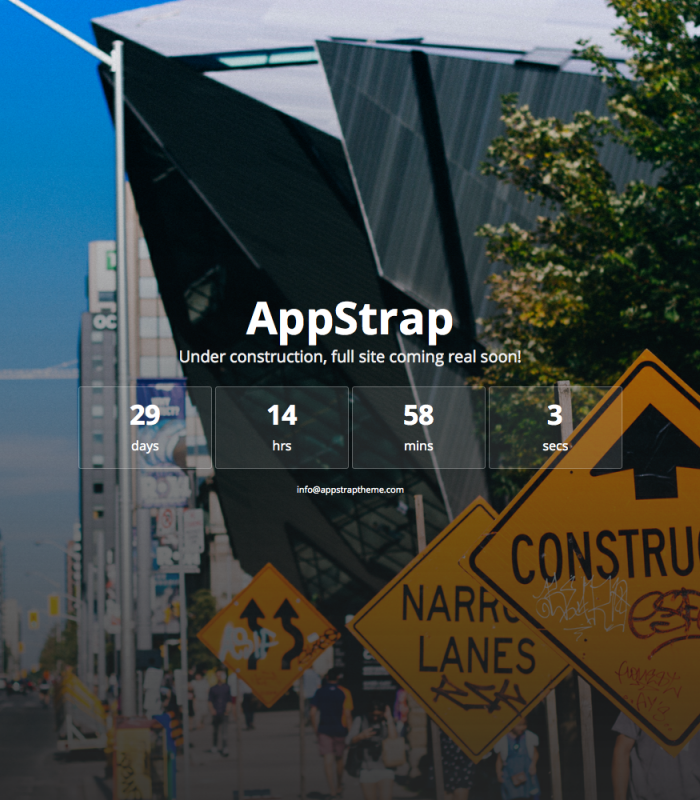 AppStrap
Under construction, full site coming real soon!
29
days
14
hrs
58
mins
3
secs
info@appstraptheme.com
CONSTRUC
NARRO
LANES